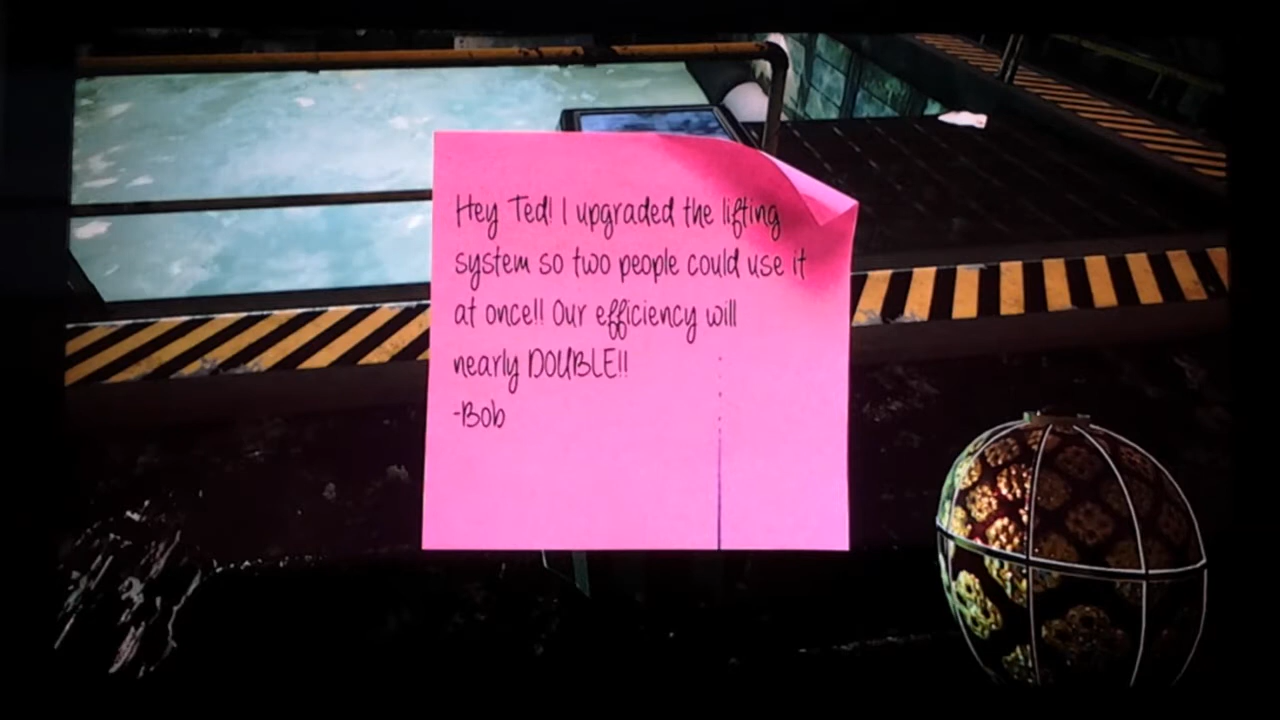 Hey Ted! I upgraded the lifting
system so two people could use it
at once!! Our efficiency will
nearly DOUBLE!!
-Bob